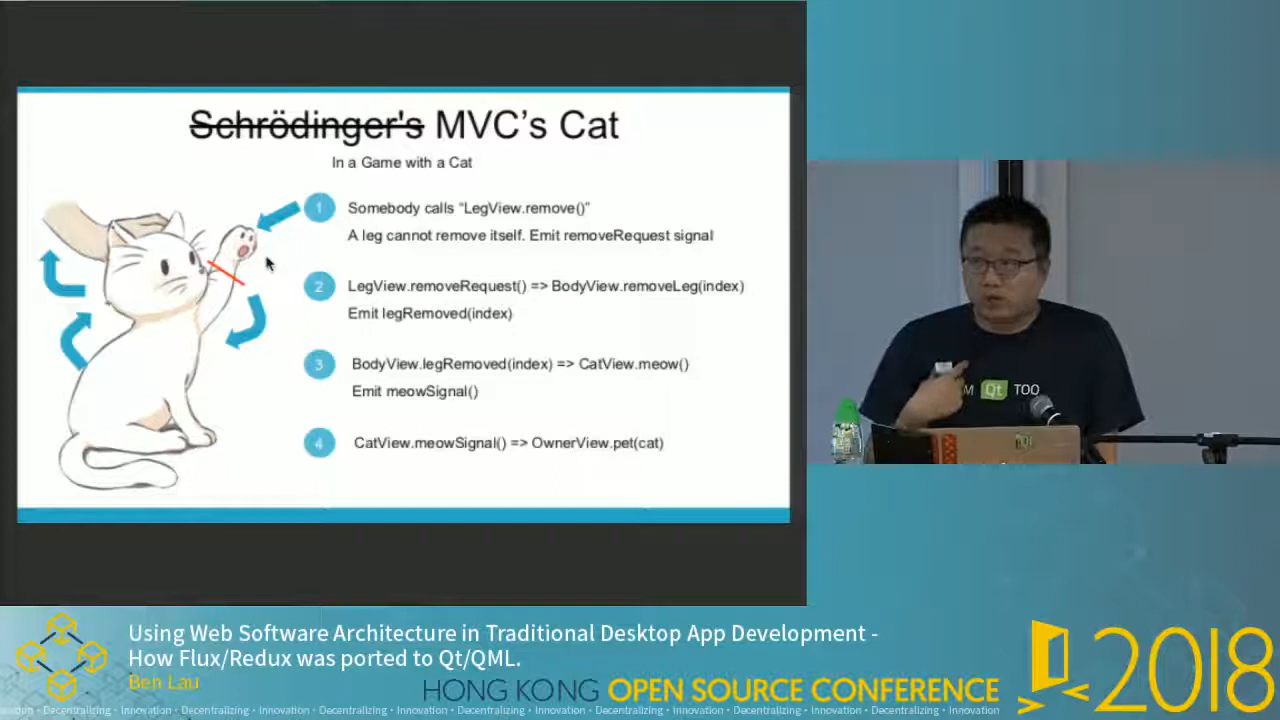 Schrödinger's MVC's Cat
In a Game with a Cat
1 Somebody calls “LegView.remove()”
A leg cannot remove itself. Emit removeRequest signal
2 LegView.removeRequest() => BodyView.removeLeg(index)
Emit legRemoved(index)
3 BodyView.legRemoved(index) => CatView.meow()
Emit meowSignal()
4 CatView.meowSignal() => OwnerView.pet(cat)
M Qt TOO
Using Web Software Architecture in Traditional Desktop App Development -
How Flux/Redux was ported to Qt/QML.
Ben Lau
HONG KONG OPEN SOURCE CONFERENCE 2018
Decentralizing • Innovation • Decentralizing • Innovation • Decentralizing • Innovation • Decentralizing • Innovation • Decentralizing • Innovation • Decentralizing • Innovation • Decentralizing • Innovation